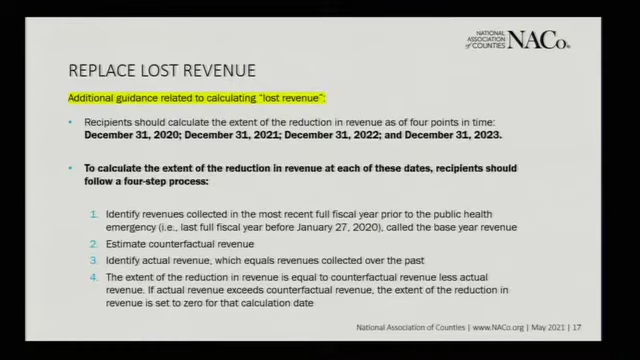 NATIONAL
ASSOCIATION
of COUNTIES
NACo
REPLACE LOST REVENUE
Additional guidance related to calculating "lost revenue":
• Recipients should calculate the extent of the reduction in revenue as of four points in time:
December 31, 2020; December 31, 2021; December 31, 2022; and December 31, 2023.
• To calculate the extent of the reduction in revenue at each of these dates, recipients should
follow a four-step process:
1. Identify revenues collected in the most recent full fiscal year prior to the public health
emergency (i.e., last full fiscal year before January 27, 2020), called the base year revenue
2. Estimate counterfactual revenue
3. Identify actual revenue, which equals revenues collected over the past
4. The extent of the reduction in revenue is equal to counterfactual revenue less actual
revenue. If actual revenue exceeds counterfactual revenue, the extent of the reduction in
revenue is set to zero for that calculation date
National Association of Counties | www.NACo.org | May 2021 | 17